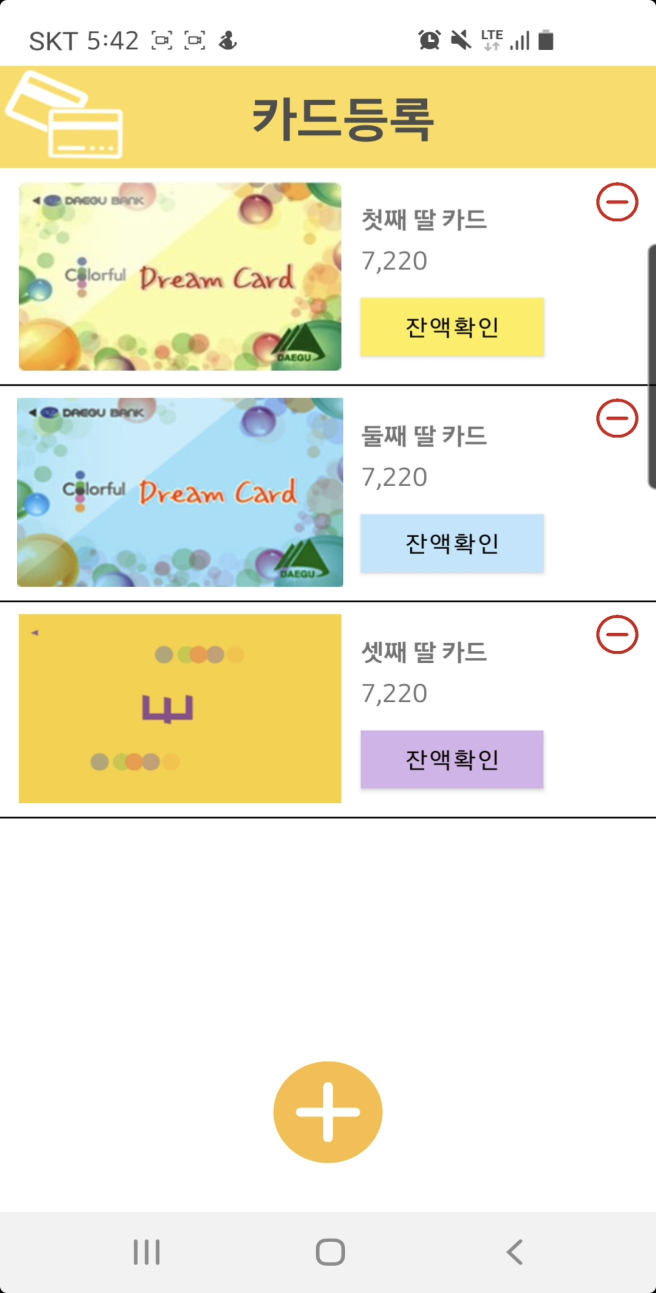 SKT 5:42
LTE
카드등록
DAEGU BANK
Colorful Dream Card
DAEGU
첫째 딸 카드
7,220
잔액확인
DAEGU BANK
Colorful Dream Card
DAEGU
둘째 딸 카드
7,220
잔액확인
셋째 딸 카드
7,220
잔액확인